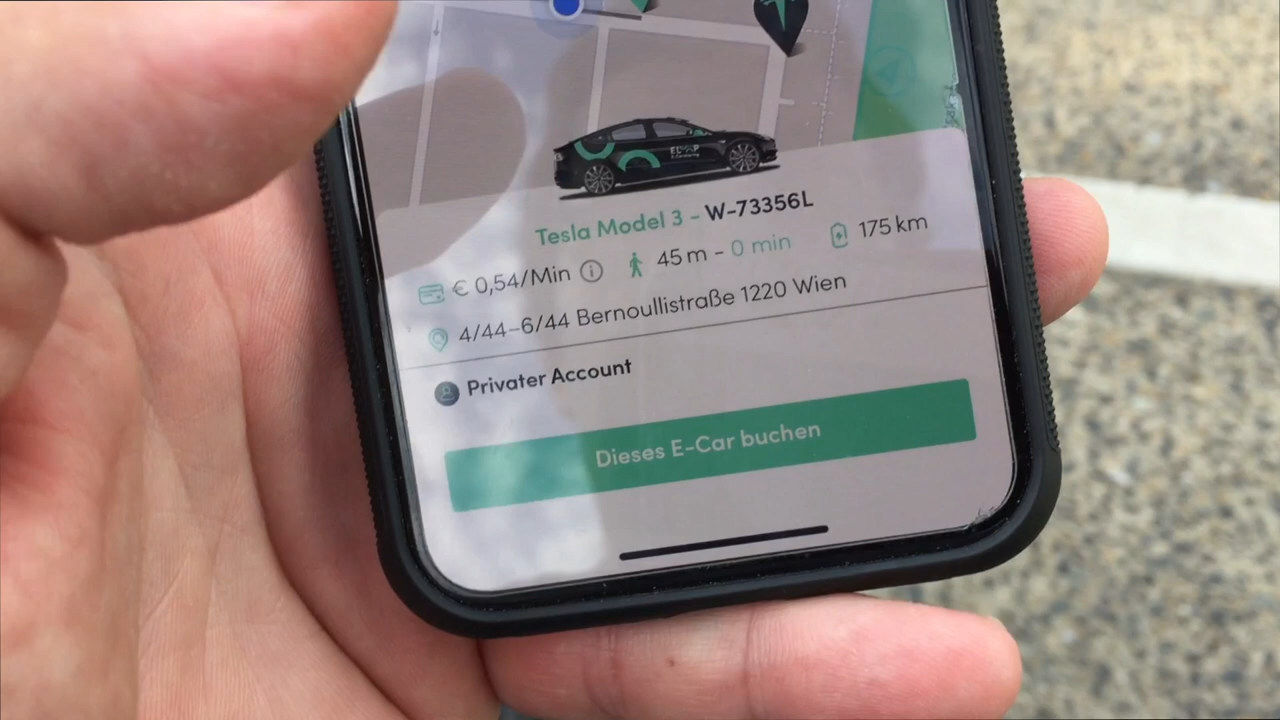 ELOOP
Tesla Model 3 - W-73356L
€ 0,54/Min 45 m - 0 min 175 km
4/44-6/44 Bernoullistraße 1220 Wien
Privater Account
Dieses E-Car buchen